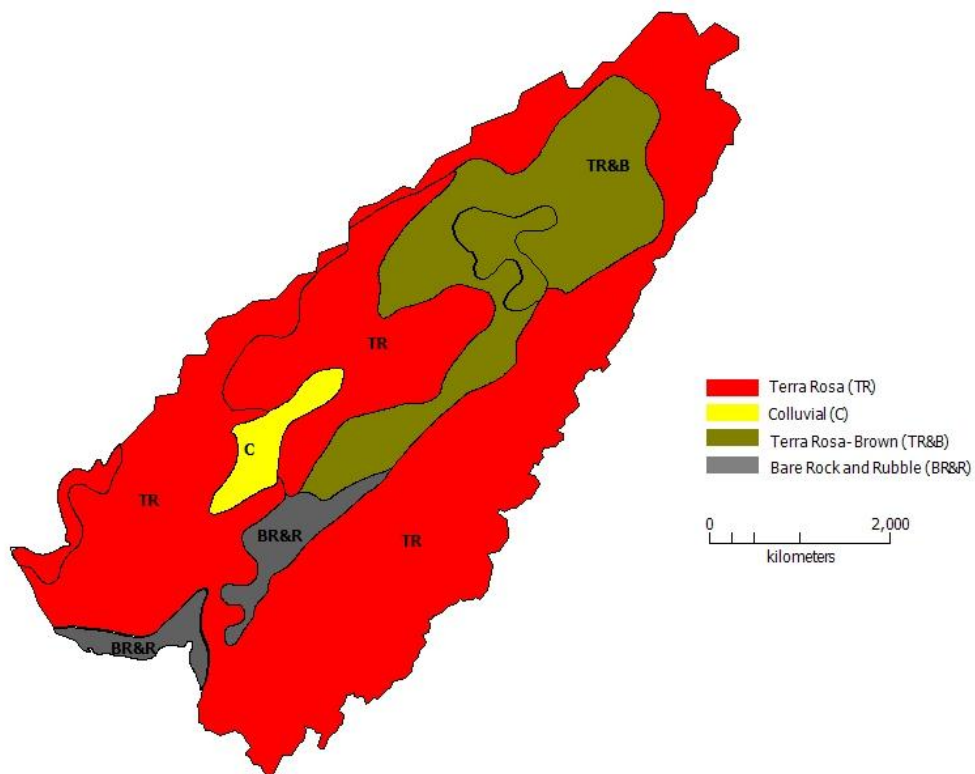 TR&B
TR
C
TR
BR&R
TR
BR&R
Terra Rosa (TR)
Colluvial (C)
Terra Rosa-Brown (TR&B)
Bare Rock and Rubble (BR&R)
0 2,000
kilometers